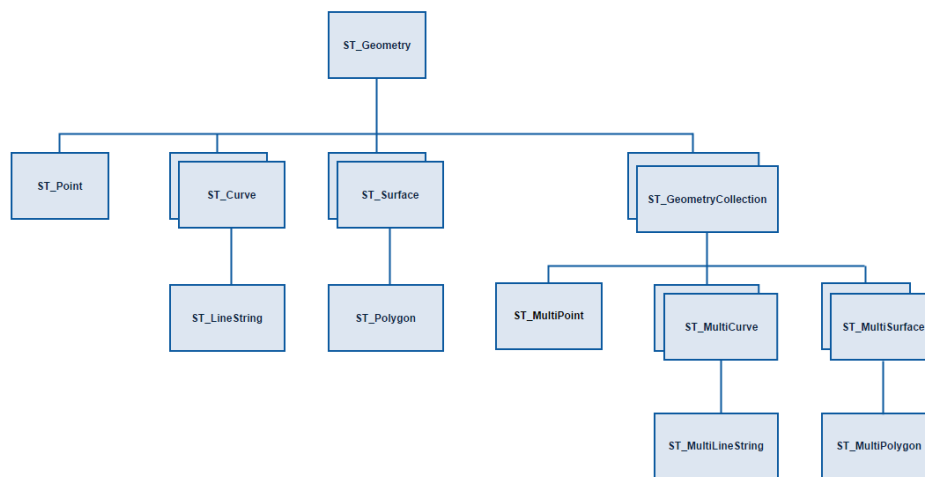 ST_Geometry
ST_Point
ST_Curve
ST_Surface
ST_GeometryCollection
ST_LineString
ST_Polygon
ST_MultiPoint
ST_MultiCurve
ST_MultiSurface
ST_MultiLineString
ST_MultiPolygon